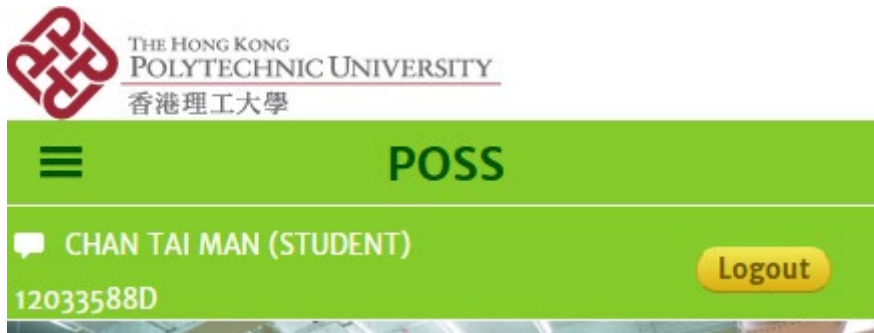 THE HONG KONG
POLYTECHNIC UNIVERSITY
香港理工大學
POSS
CHAN TAI MAN (STUDENT)
Logout
12033588D